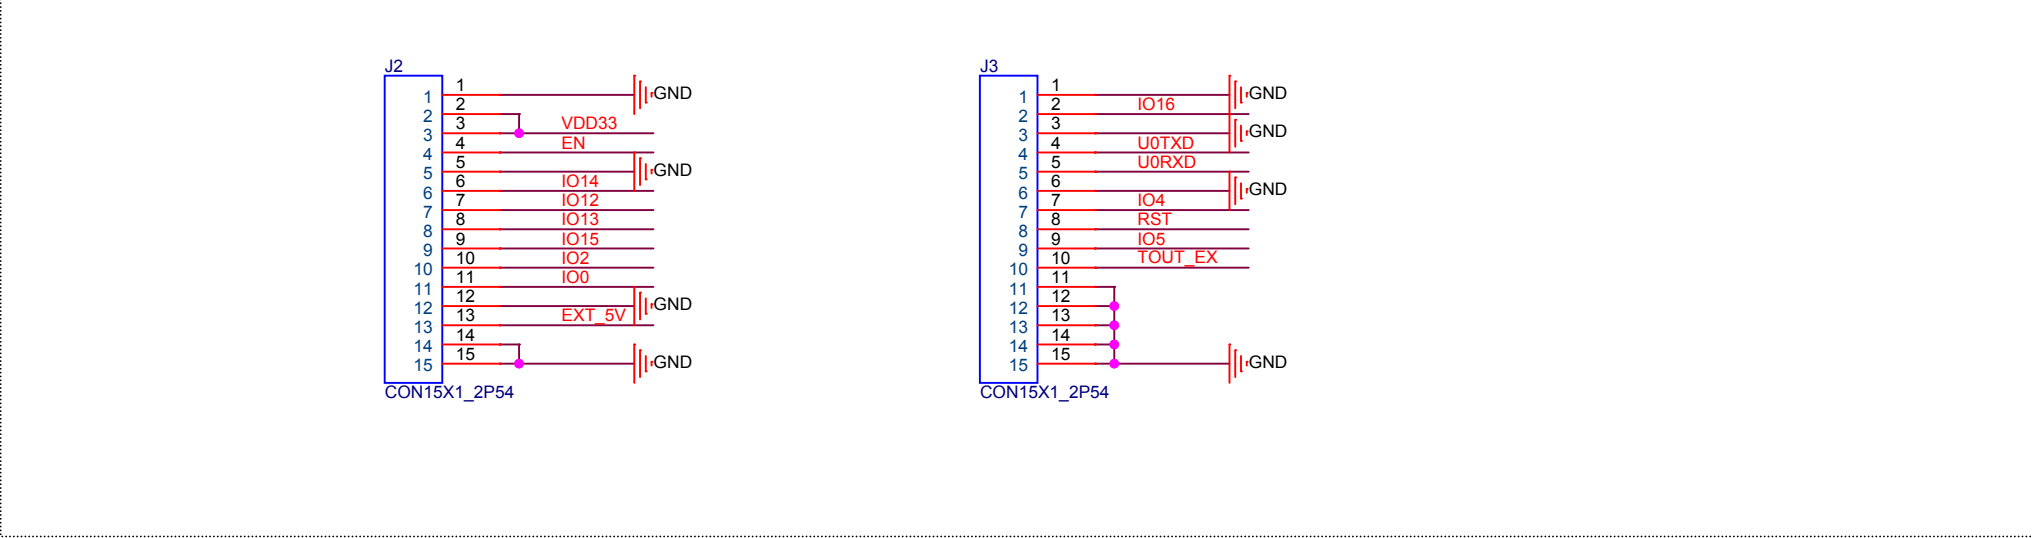 J2
1 1 GND
2 2
3 3 VDD33
4 4 EN
5 5 GND
6 6 IO14
7 7 IO12
8 8 IO13
9 9 IO15
10 10 IO2
11 11 IO0
12 12 GND
13 13 EXT_5V
14 14
15 15 GND
CON15X1_2P54
J3
1 1 GND
2 2 IO16
3 3 GND
4 4 U0TXD
5 5 U0RXD
6 6 GND
7 7 IO4
8 8 RST
9 9 IO5
10 10 TOUT_EX
11 11
12 12
13 13
14 14
15 15 GND
CON15X1_2P54